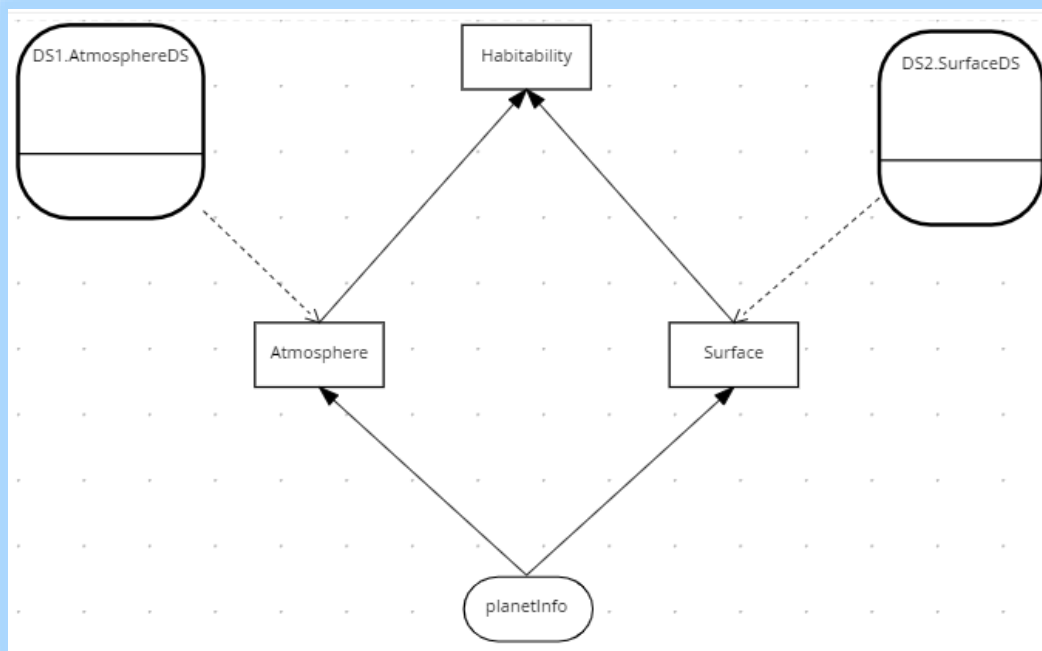 DS1.AtmosphereDS
Habitability
DS2.SurfaceDS
Atmosphere
Surface
planetInfo